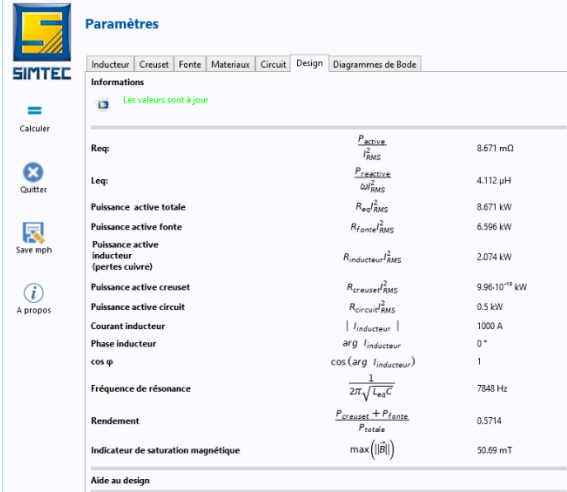 Paramètres
SIMTEC
Inducteur Creuset Fonte Materiaux Circuit Design Diagrammes de Bode
Informations
Les valeurs sont à jour
Calculer
Quitter
Save mph
A propos
Req: P_active / I²_RMS 8.671 mΩ
Leq: P_reactive / ωI²_RMS 4.112 µH
Puissance active totale R_eq I²_RMS 8.671 kW
Puissance active fonte R_fonte I²_RMS 6.596 kW
Puissance active
inducteur
(pertes cuivre) R_inducteur I²_RMS 2.074 kW
Puissance active creuset R_creuset I²_RMS 9.96·10⁻¹⁸ kW
Puissance active circuit R_circuit I²_RMS 0.5 kW
Courant inducteur | I_inducteur | 1000 A
Phase inducteur arg I_inducteur 0 °
cos φ cos(arg I_inducteur) 1
Fréquence de résonance 1 / 2π√(L_eq C) 7848 Hz
Rendement P_creuset + P_fonte / P_totale 0.5714
Indicateur de saturation magnétique max(||B⃗||) 50.69 mT
Aide au design